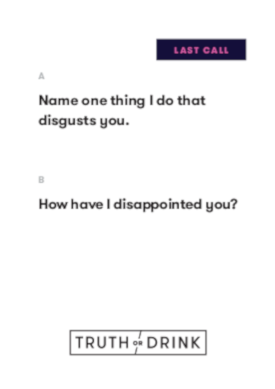 LAST CALL
A
Name one thing I do that
disgusts you.
B
How have I disappointed you?
TRUTH OR DRINK